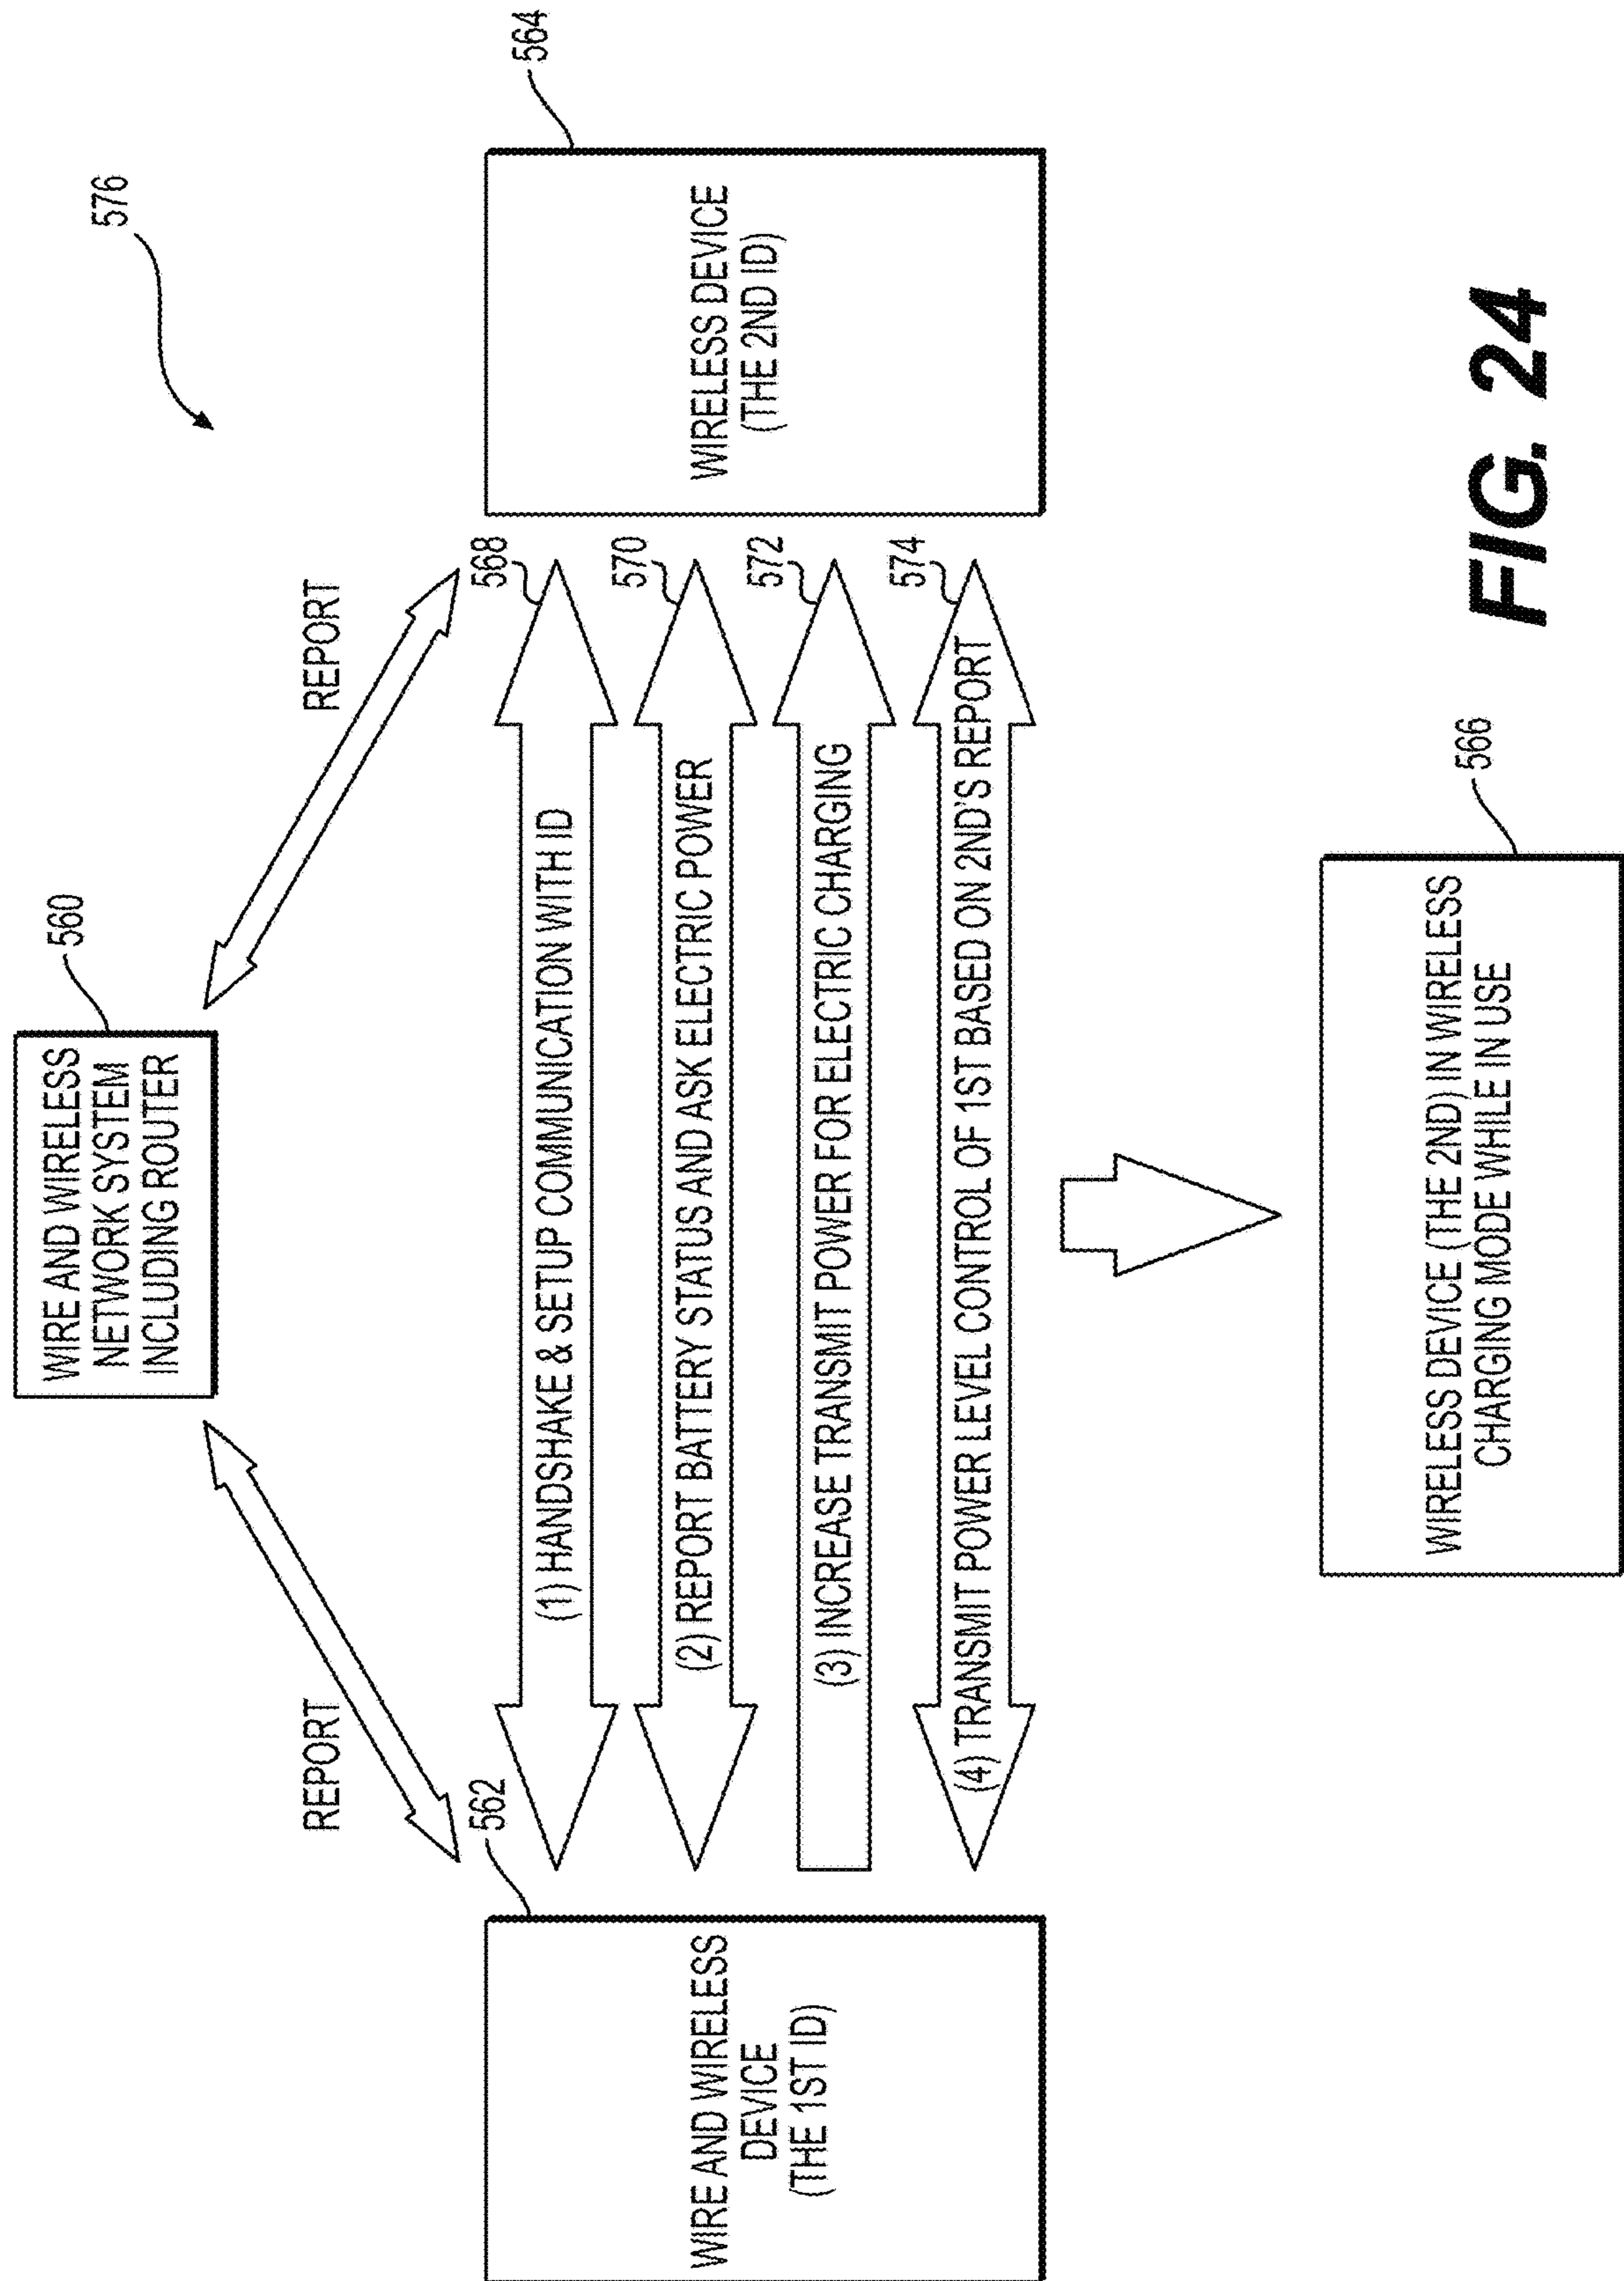 576
WIRE AND WIRELESS
NETWORK SYSTEM
INCLUDING ROUTER
560
REPORT
REPORT
562
564
WIRE AND WIRELESS
DEVICE
(THE 1ST ID)
(1) HANDSHAKE & SETUP COMMUNICATION WITH ID
568
(2) REPORT BATTERY STATUS AND ASK ELECTRIC POWER
570
(3) INCREASE TRANSMIT POWER FOR ELECTRIC CHARGING
572
(4) TRANSMIT POWER LEVEL CONTROL OF 1ST BASED ON 2ND'S REPORT
574
WIRELESS DEVICE
(THE 2ND ID)
WIRELESS DEVICE (THE 2ND) IN WIRELESS
CHARGING MODE WHILE IN USE
566
FIG. 24